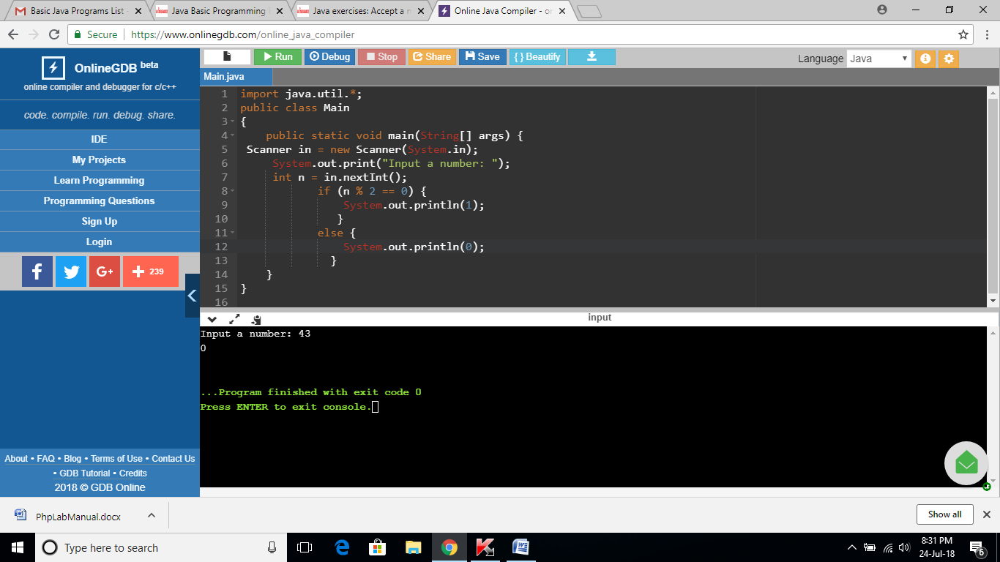 Basic Java Programs List -
Java Basic Programming
Java exercises: Accept a n
Online Java Compiler - on
Secure
https://www.onlinegdb.com/online_java_compiler
OnlineGDB beta
online compiler and debugger for c/c++
code. compile. run. debug. share.
IDE
My Projects
Learn Programming
Programming Questions
Sign Up
Login
f
G+
+ 239
About • FAQ • Blog • Terms of Use • Contact Us
• GDB Tutorial • Credits
2018 © GDB Online
Run
Debug
Stop
Share
Save
{ } Beautify
Language Java
Main.java
1 import java.util.*;
2 public class Main
3 {
4 public static void main(String[] args) {
5 Scanner in = new Scanner(System.in);
6 System.out.print("Input a number: ");
7 int n = in.nextInt();
8 if (n % 2 == 0) {
9 System.out.println(1);
10 }
11 else {
12 System.out.println(0);
13 }
14 }
15 }
16
input
Input a number: 43
0
...Program finished with exit code 0
Press ENTER to exit console.
PhpLabManual.docx
Show all
Type here to search
8:31 PM
24-Jul-18
6